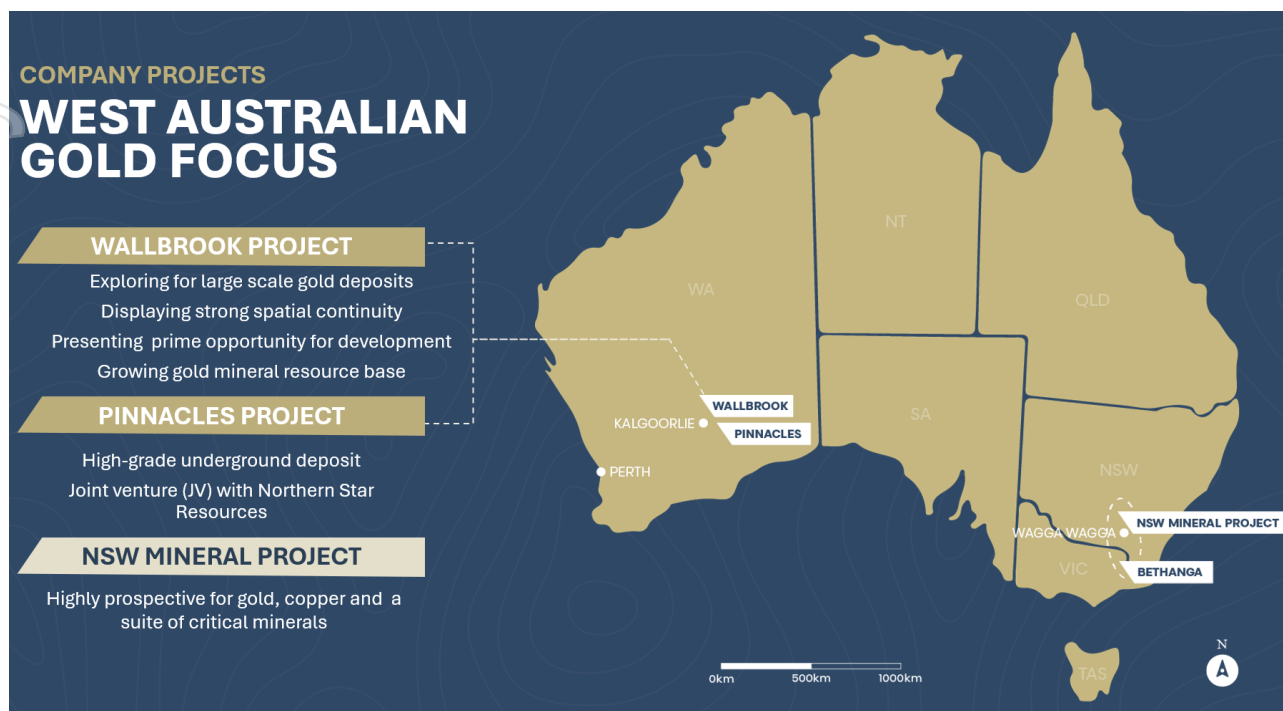 COMPANY PROJECTS
WEST AUSTRALIAN
GOLD FOCUS
WALLBROOK PROJECT
Exploring for large scale gold deposits
Displaying strong spatial continuity
Presenting prime opportunity for development
Growing gold mineral resource base
PINNACLES PROJECT
High-grade underground deposit
Joint venture (JV) with Northern Star
Resources
NSW MINERAL PROJECT
Highly prospective for gold, copper and a
suite of critical minerals
NT
WA
QLD
WALLBROOK
KALGOORLIE
PINNACLES
SA
PERTH
NSW
NSW MINERAL PROJECT
WAGGA WAGGA
VIC
BETHANGA
TAS
N
0km
500km
1000km